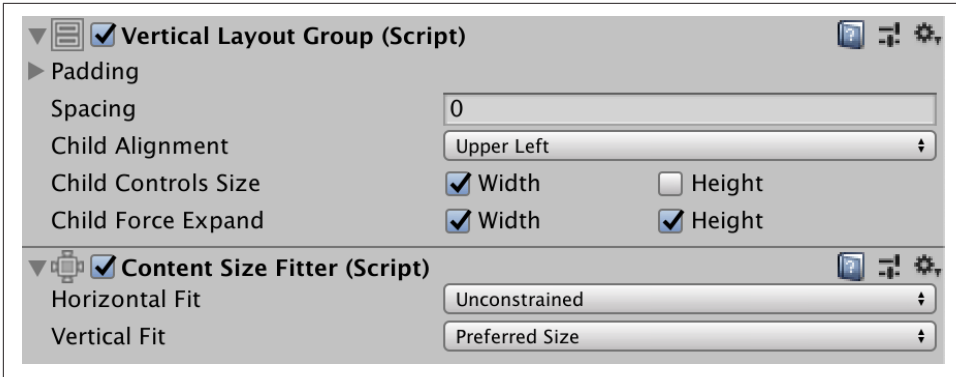 Vertical Layout Group (Script)
Padding
Spacing 0
Child Alignment Upper Left
Child Controls Size Width Height
Child Force Expand Width Height
Content Size Fitter (Script)
Horizontal Fit Unconstrained
Vertical Fit Preferred Size